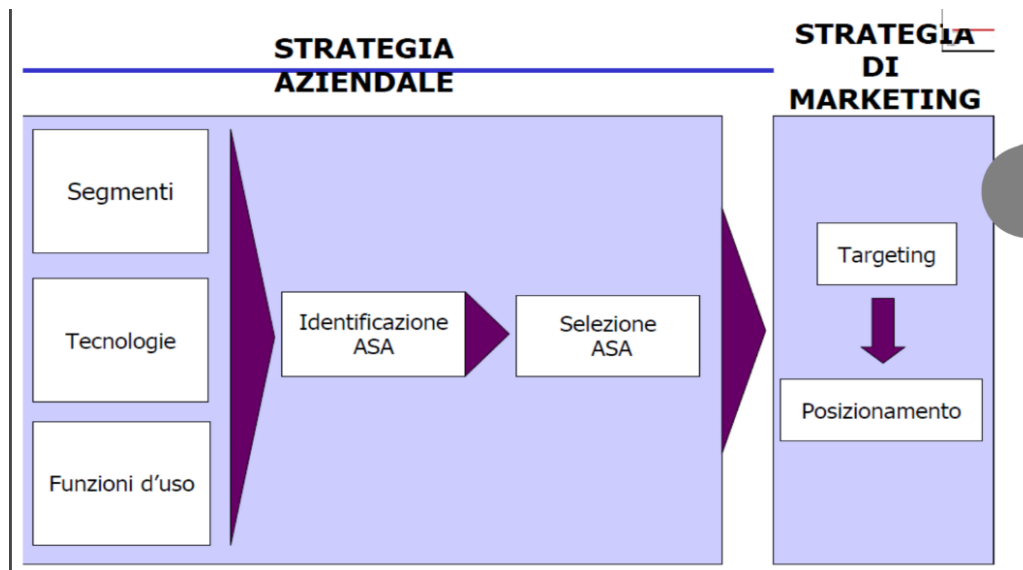 STRATEGIA
AZIENDALE
STRATEGIA
DI
MARKETING
Segmenti
Tecnologie
Funzioni d’uso
Identificazione
ASA
Selezione
ASA
Targeting
Posizionamento